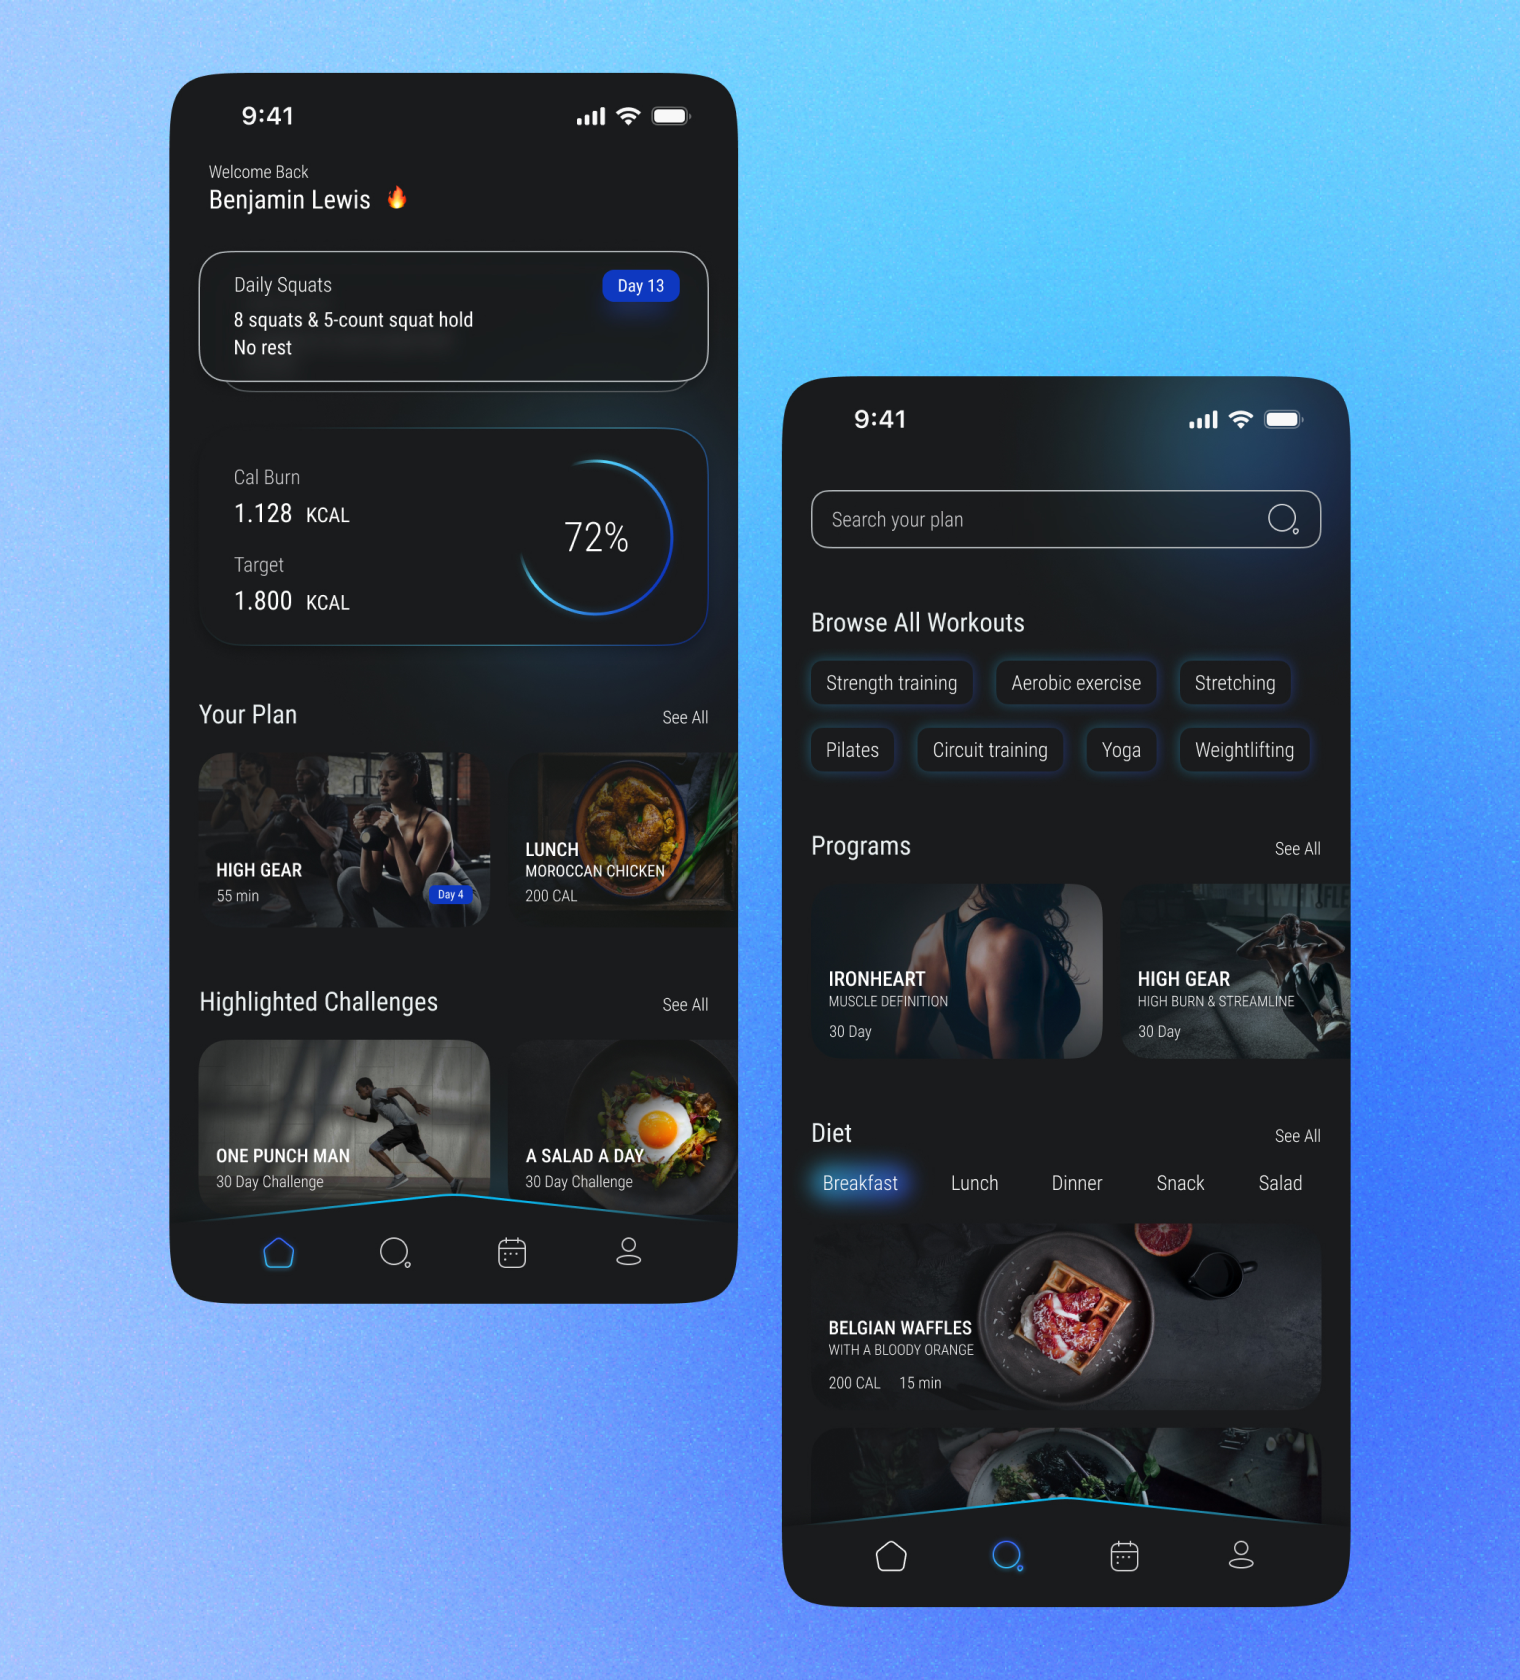 9:41
Welcome Back
Benjamin Lewis 🔥
Daily Squats
Day 13
8 squats & 5-count squat hold
No rest
Cal Burn
1.128 KCAL
72%
Target
1.800 KCAL
Your Plan
See All
HIGH GEAR
55 min
Day 4
LUNCH
MOROCCAN CHICKEN
200 CAL
Highlighted Challenges
See All
ONE PUNCH MAN
30 Day Challenge
A SALAD A DAY
30 Day Challenge
9:41
Search your plan
Browse All Workouts
Strength training
Aerobic exercise
Stretching
Pilates
Circuit training
Yoga
Weightlifting
Programs
See All
IRONHEART
MUSCLE DEFINITION
30 Day
HIGH GEAR
HIGH BURN & STREAMLINE
30 Day
Diet
See All
Breakfast
Lunch
Dinner
Snack
Salad
BELGIAN WAFFLES
WITH A BLOODY ORANGE
200 CAL 15 min